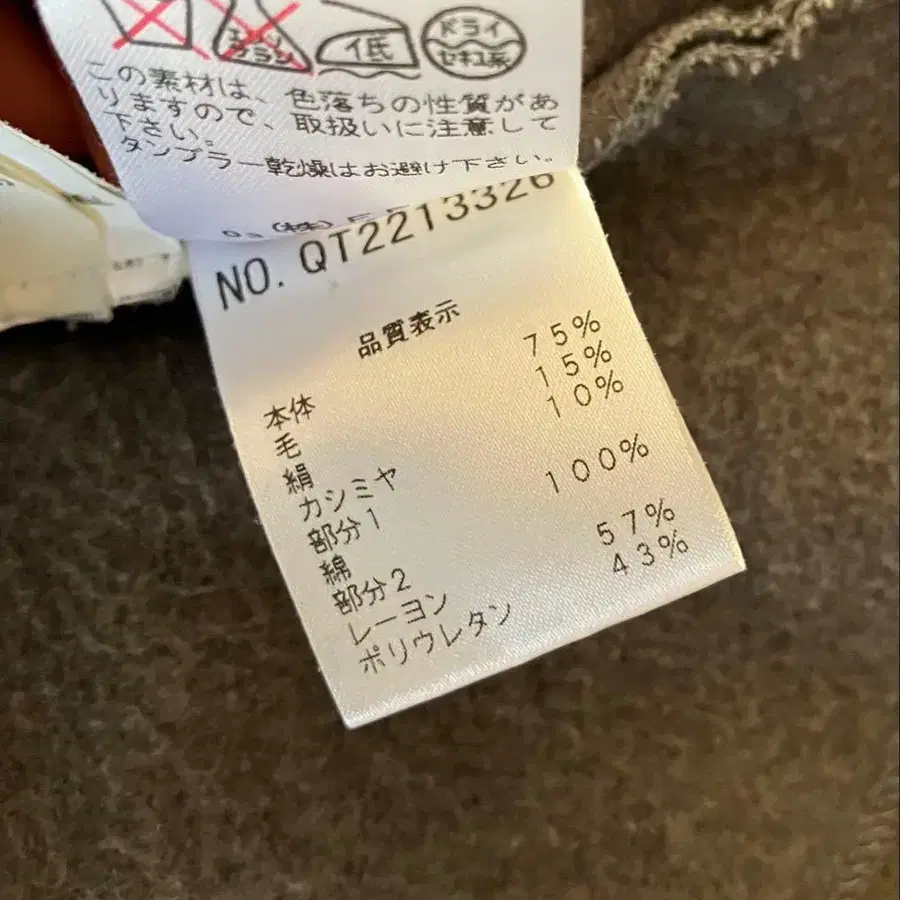 低
ドライ
セキユ系
この素材は、色落ちの性質があ
りますので、取扱いに注意して
下さい。
タンブラー乾燥はお避け下さい。
NO. QT2213326
品質表示
本体
毛 75%
絹 15%
カシミヤ 10%
部分1
綿 100%
部分2
レーヨン 57%
ポリウレタン 43%